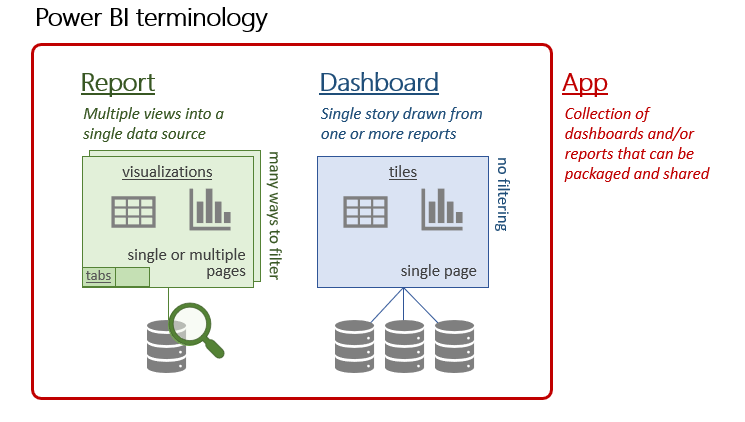 Power BI terminology
Report
Multiple views into a
single data source
visualizations
single or multiple
pages
tabs
many ways to filter
Dashboard
Single story drawn from
one or more reports
tiles
single page
no filtering
App
Collection of
dashboards and/or
reports that can be
packaged and shared